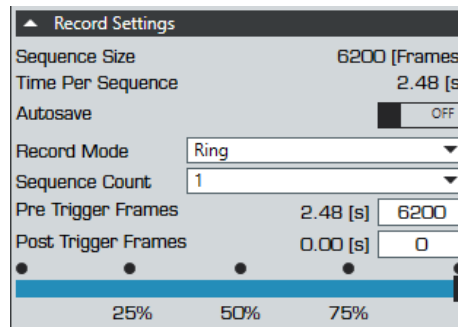 Record Settings
Sequence Size 6200 [Frames
Time Per Sequence 2.48 [s
Autosave OFF
Record Mode Ring
Sequence Count 1
Pre Trigger Frames 2.48 [s] 6200
Post Trigger Frames 0.00 [s] 0
25% 50% 75%